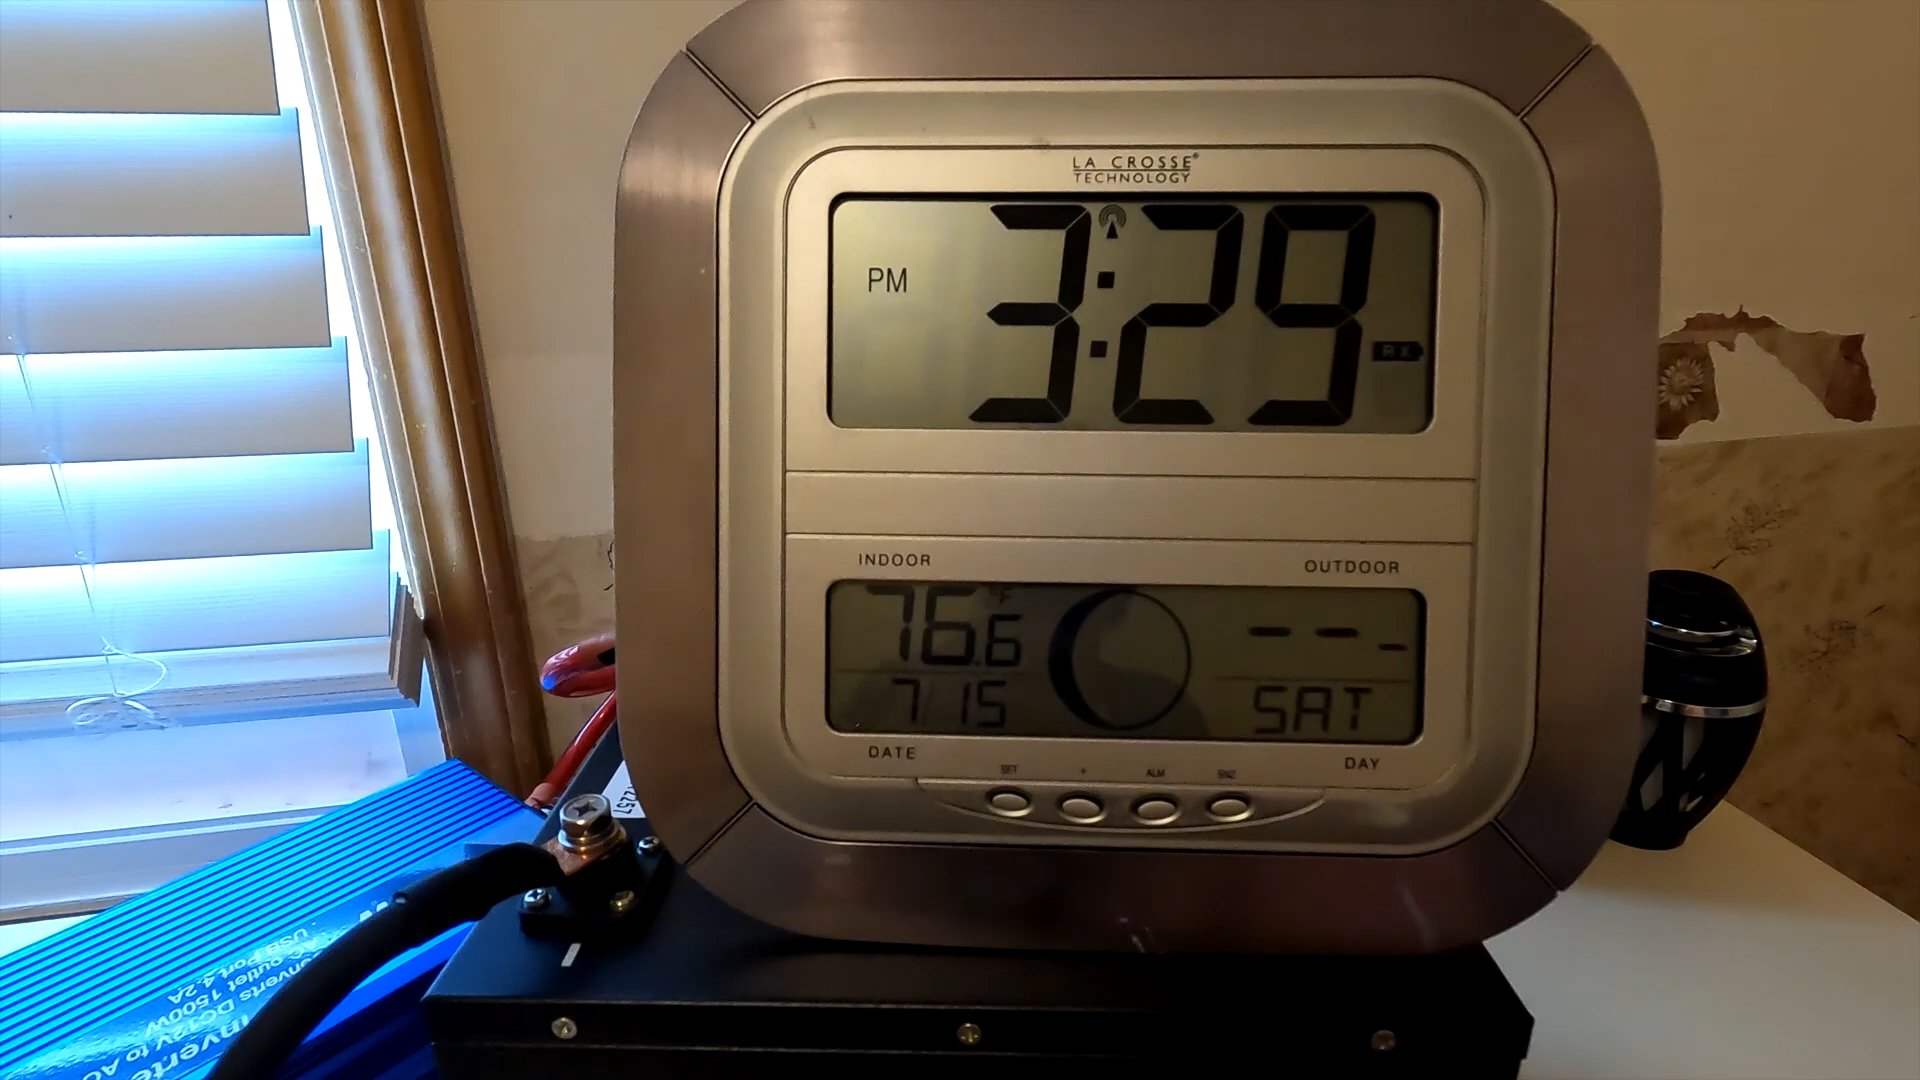 LA CROSSE®
TECHNOLOGY
PM
3:29
RX
INDOOR
OUTDOOR
76.6 °F
-- -
7/15
SAT
DATE
DAY
SET
+
ALM
SNZ
DC12V to AC
AC outlet 1500W
USB Port 4.2A